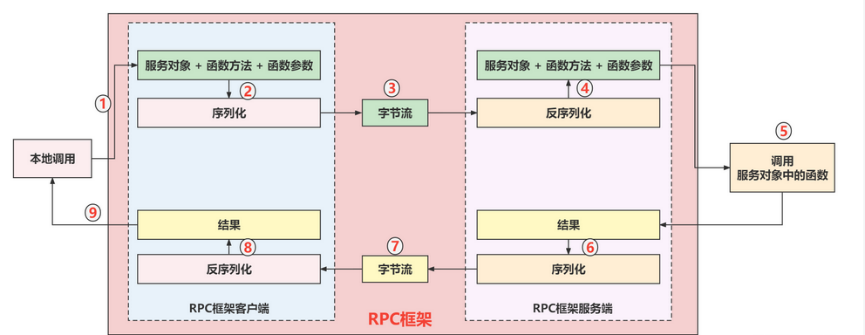 服务对象 + 函数方法 + 函数参数
服务对象 + 函数方法 + 函数参数
①
②
③
④
序列化
字节流
反序列化
⑤
本地调用
调用
服务对象中的函数
⑨
结果
结果
⑧
⑦
⑥
反序列化
字节流
序列化
RPC框架客户端
RPC框架服务端
RPC框架